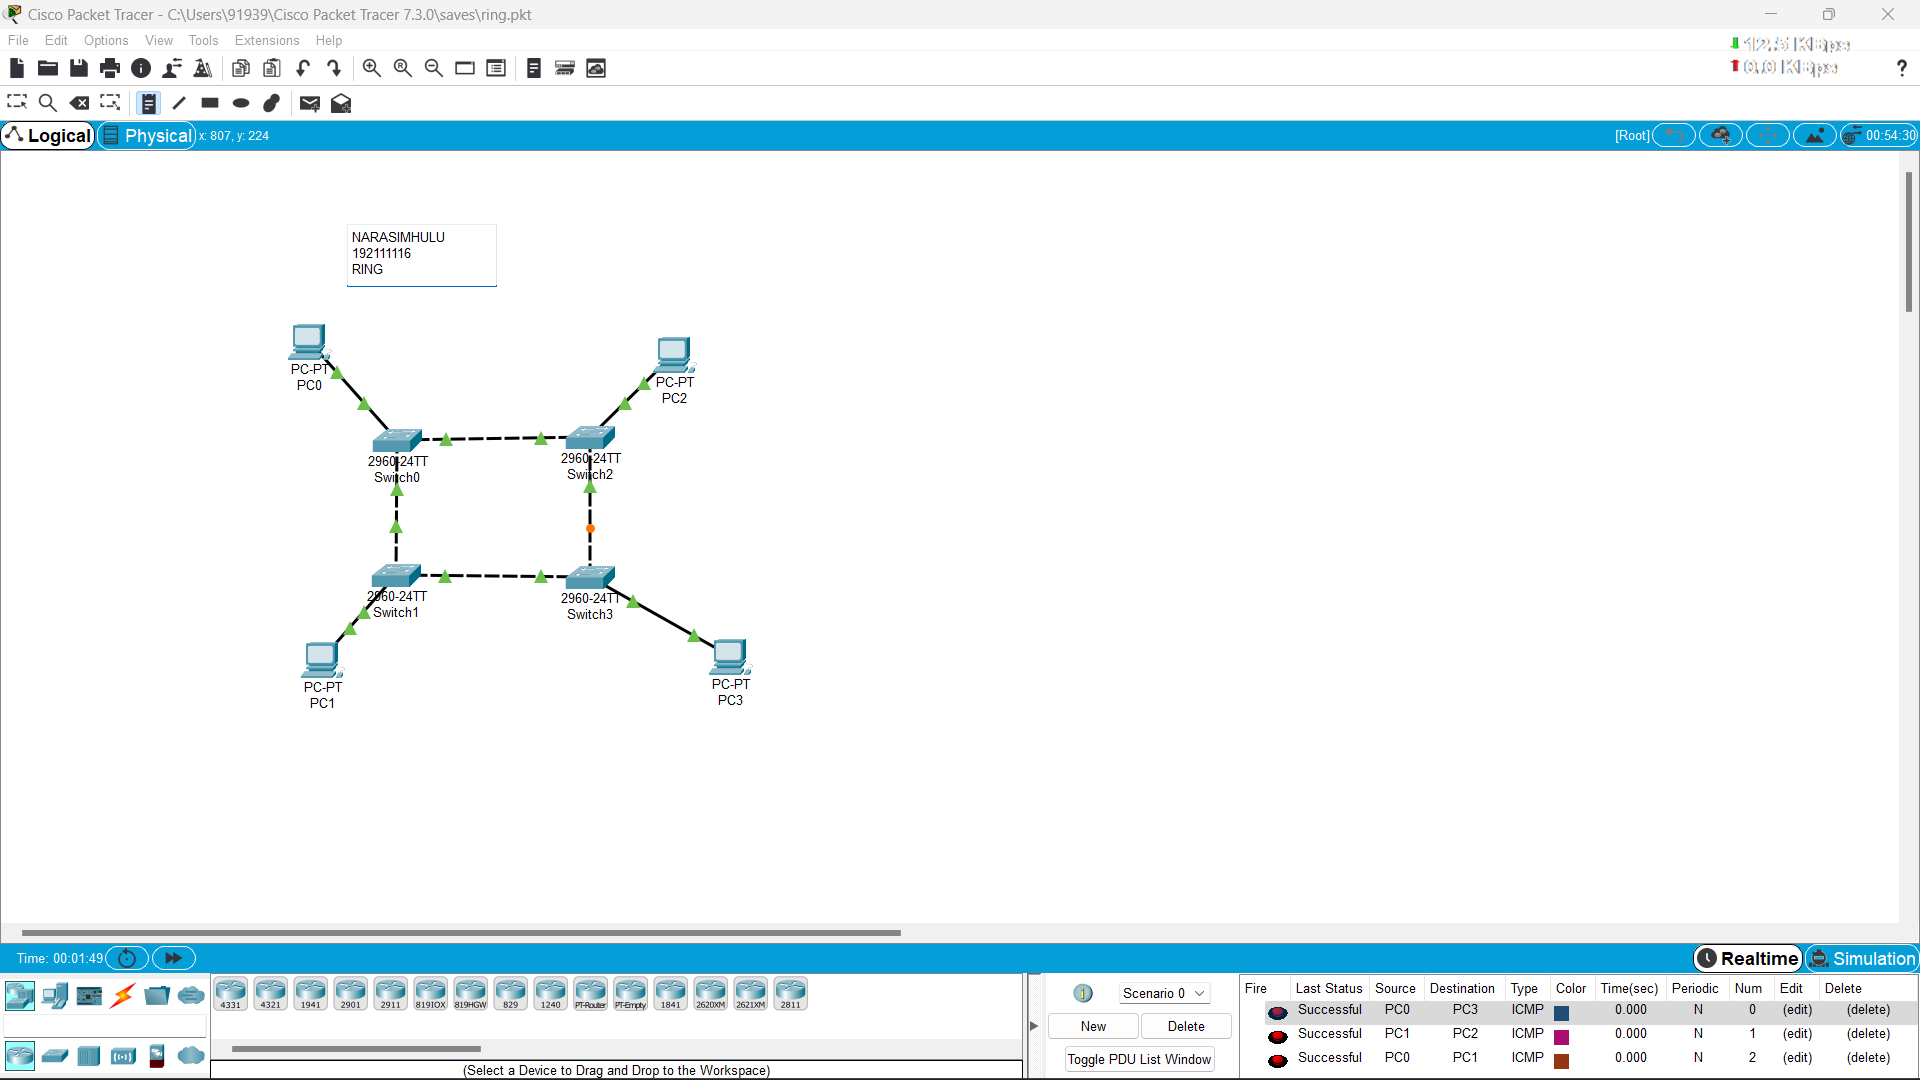 Cisco Packet Tracer - C:\Users\91939\Cisco Packet Tracer 7.3.0\saves\ring.pkt
File Edit Options View Tools Extensions Help
12.5 KBps
0.0 KBps
?
Logical Physical x: 807, y: 224 [Root] 00:54:30
NARASIMHULU
192111116
RING
PC-PT
PC0
PC-PT
PC2
2960-24TT
Switch0
2960-24TT
Switch2
2960-24TT
Switch1
2960-24TT
Switch3
PC-PT
PC1
PC-PT
PC3
Time: 00:01:49 Realtime Simulation
4331 4321 1941 2901 2911 819IOX 819HGW 829 1240 PT-Router PT-Empty 1841 2620XM 2621XM 2811
(Select a Device to Drag and Drop to the Workspace)
Scenario 0
New Delete
Toggle PDU List Window
Fire Last Status Source Destination Type Color Time(sec) Periodic Num Edit Delete
Successful PC0 PC3 ICMP 0.000 N 0 (edit) (delete)
Successful PC1 PC2 ICMP 0.000 N 1 (edit) (delete)
Successful PC0 PC1 ICMP 0.000 N 2 (edit) (delete)